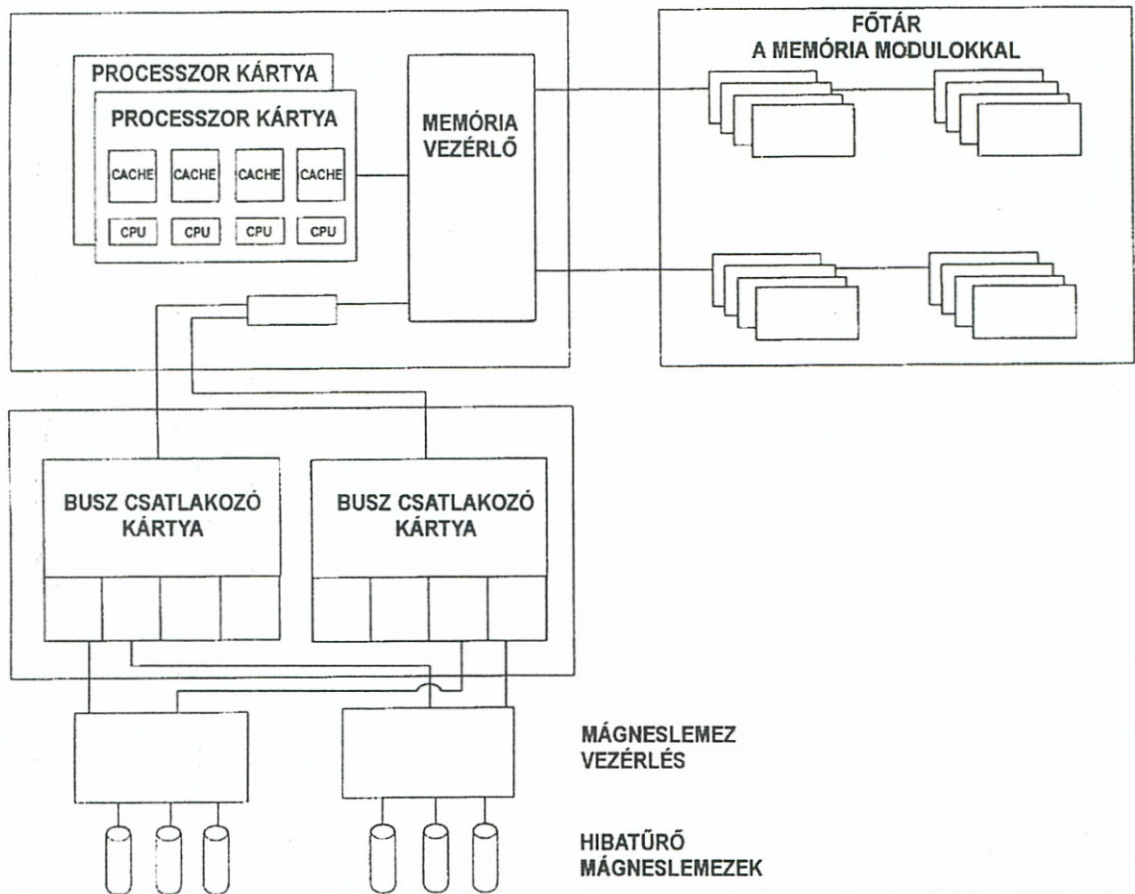 PROCESSZOR KÁRTYA
PROCESSZOR KÁRTYA
CACHE CACHE CACHE CACHE
CPU CPU CPU CPU
MEMÓRIA
VEZÉRLŐ
FŐTÁR
A MEMÓRIA MODULOKKAL
BUSZ CSATLAKOZÓ
KÁRTYA
BUSZ CSATLAKOZÓ
KÁRTYA
MÁGNESLEMEZ
VEZÉRLÉS
HIBATŰRŐ
MÁGNESLEMEZEK